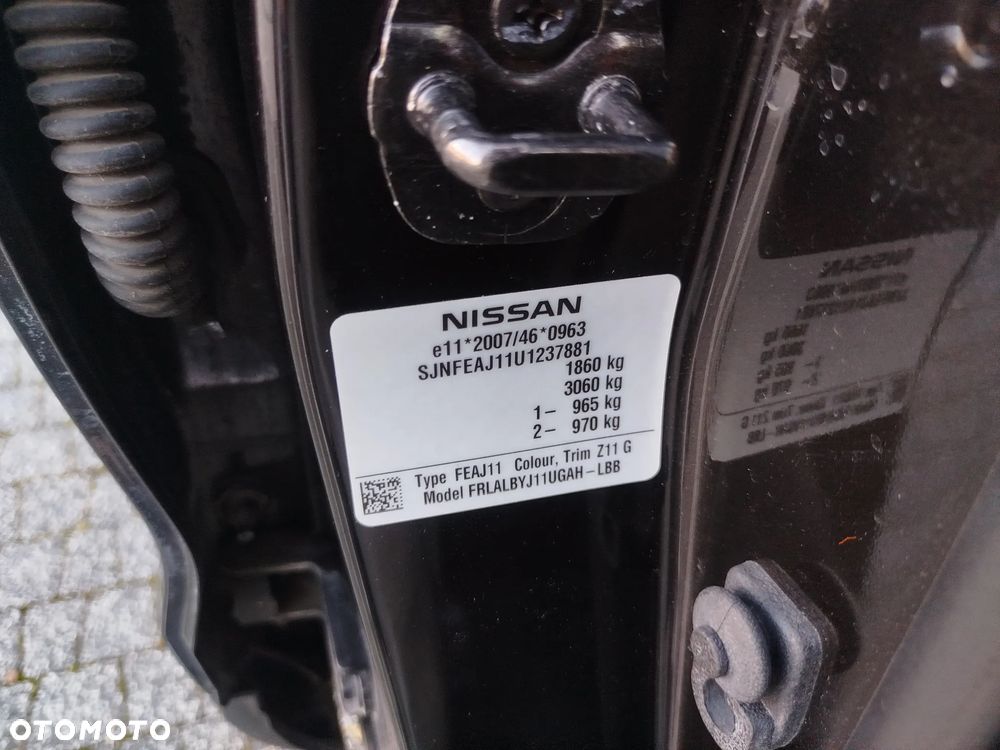 NISSAN
e11*2007/46*0963
SJNFEAJ11U1237881
1860 kg
3060 kg
1– 965 kg
2– 970 kg
Type FEAJ11 Colour, Trim Z11 G
Model FRLALBYJ11UGAH–LBB
NISSAN
OTOMOTO